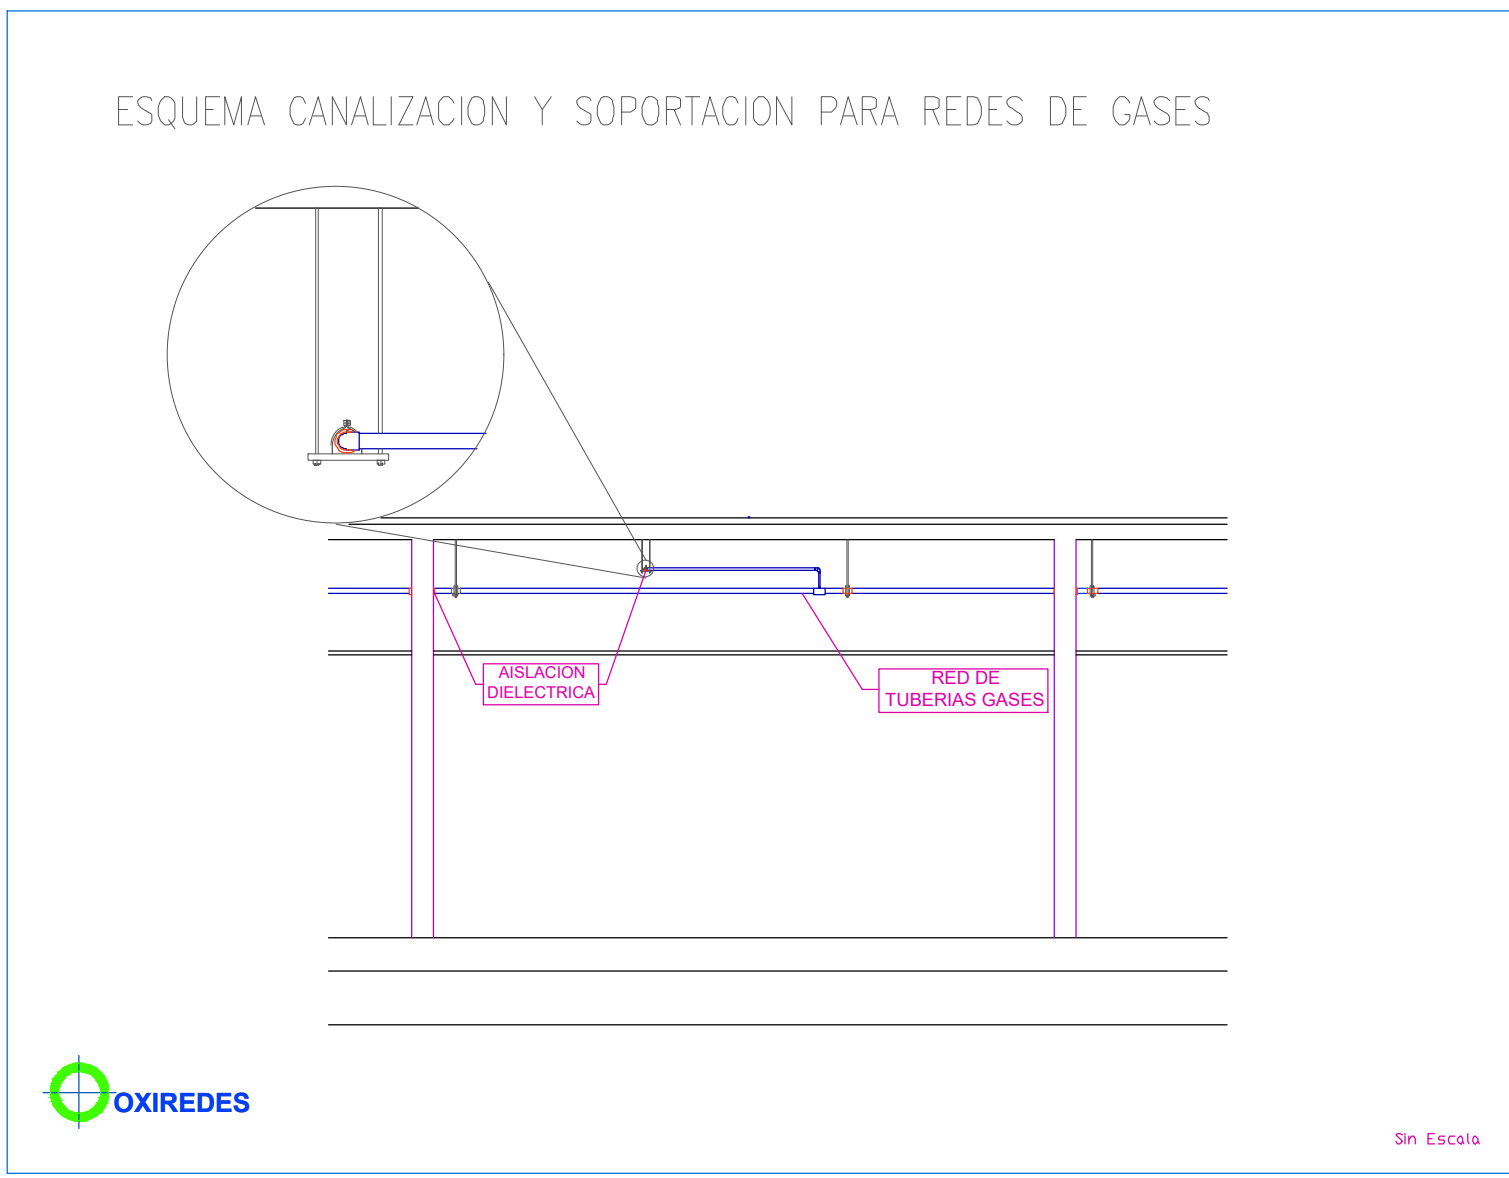 ESQUEMA CANALIZACION Y SOPORTACION PARA REDES DE GASES
AISLACION
DIELECTRICA
RED DE
TUBERIAS GASES
OXIREDES
Sin Escala